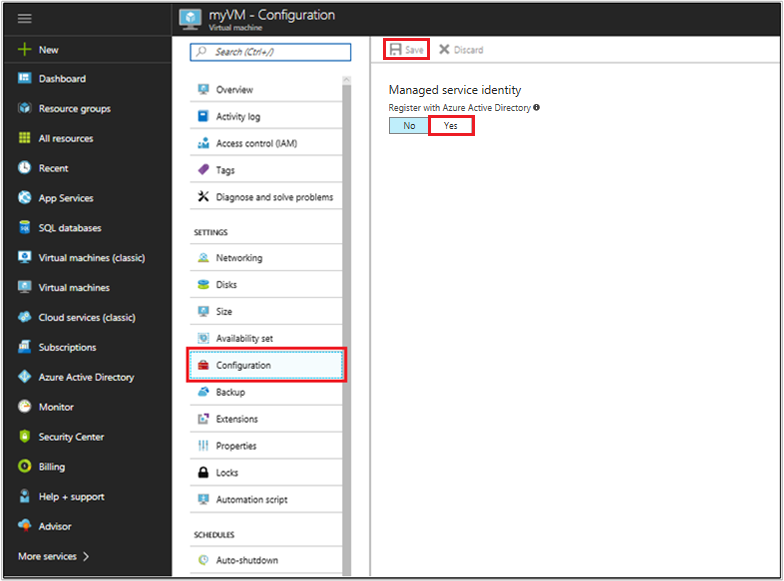 myVM - Configuration
Virtual machine
New
Dashboard
Resource groups
All resources
Recent
App Services
SQL databases
Virtual machines (classic)
Virtual machines
Cloud services (classic)
Subscriptions
Azure Active Directory
Monitor
Security Center
Billing
Help + support
Advisor
More services
Search (Ctrl+/)
Overview
Activity log
Access control (IAM)
Tags
Diagnose and solve problems
SETTINGS
Networking
Disks
Size
Availability set
Configuration
Backup
Extensions
Properties
Locks
Automation script
SCHEDULES
Auto-shutdown
Save Discard
Managed service identity
Register with Azure Active Directory
No Yes